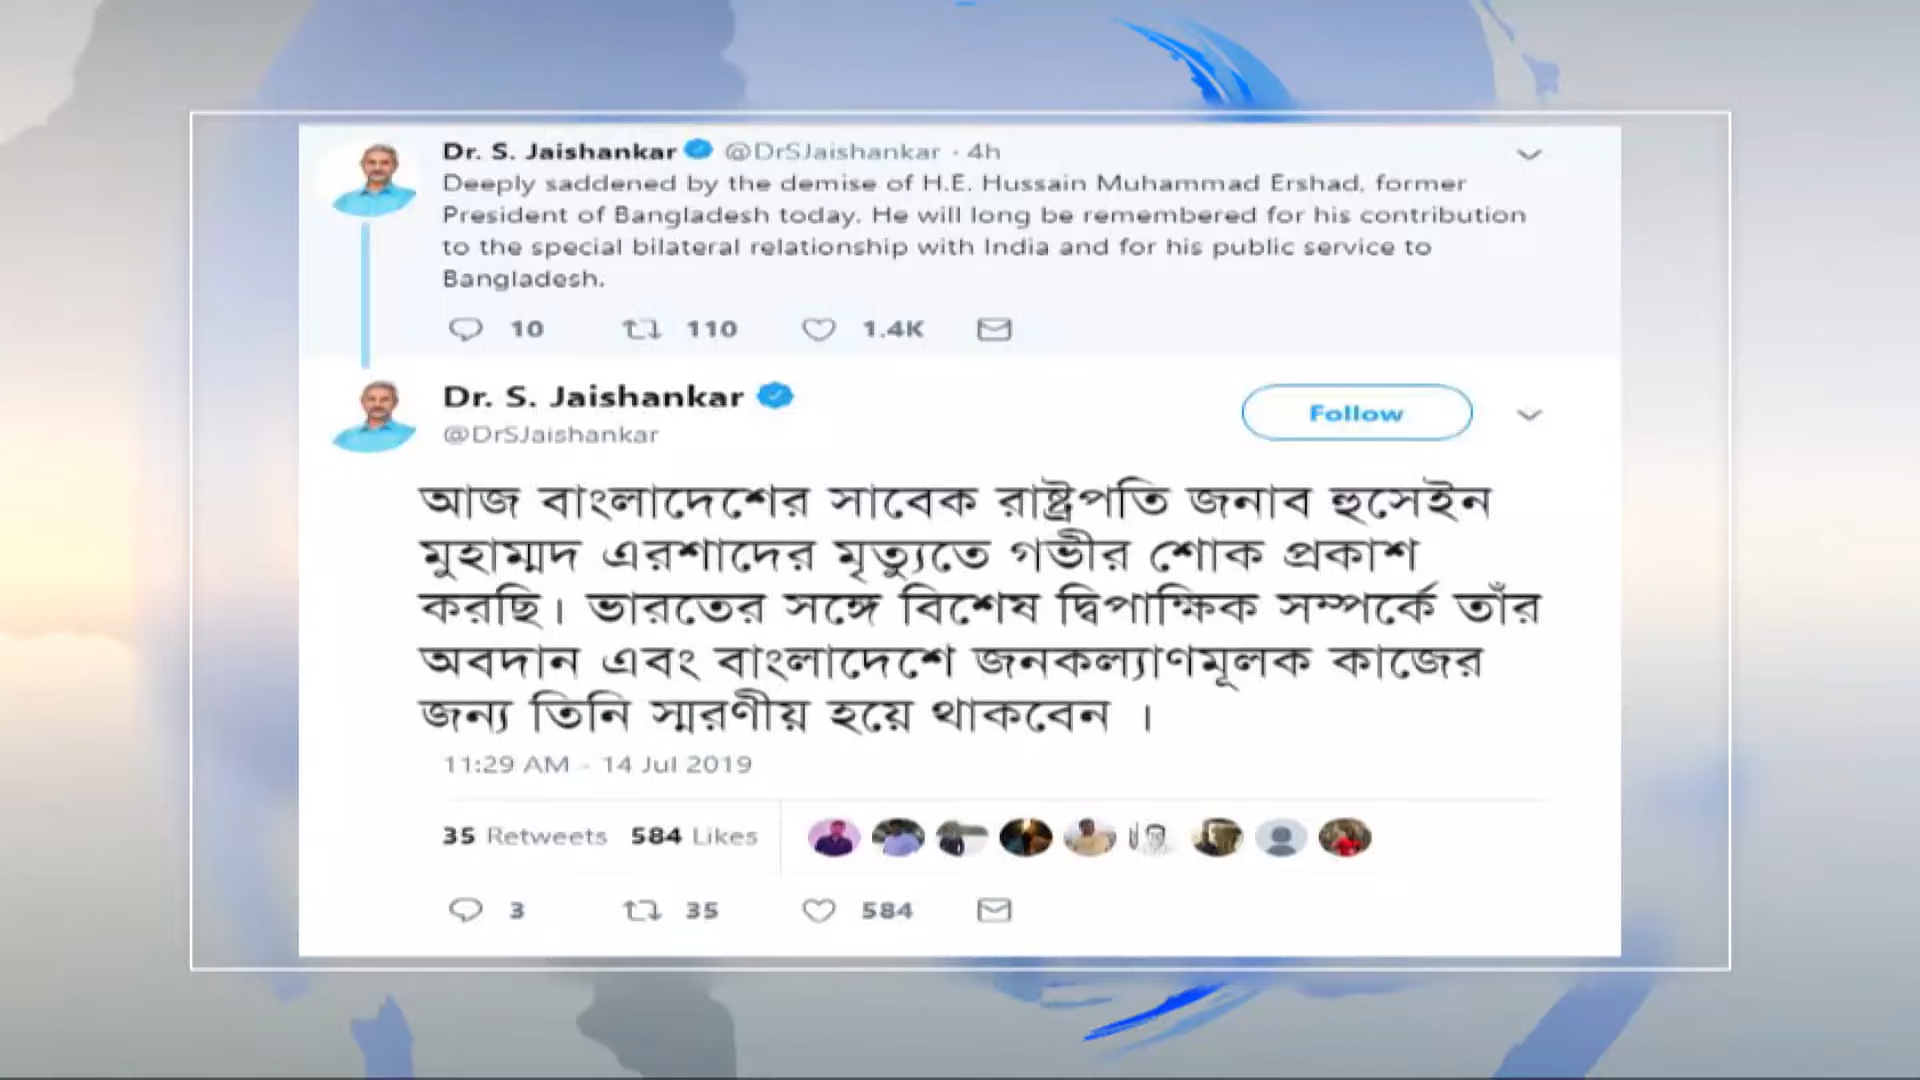 Dr. S. Jaishankar @DrSJaishankar · 4h
Deeply saddened by the demise of H.E. Hussain Muhammad Ershad, former
President of Bangladesh today. He will long be remembered for his contribution
to the special bilateral relationship with India and for his public service to
Bangladesh.
10 110 1.4K
Dr. S. Jaishankar
@DrSJaishankar
Follow
আজ বাংলাদেশের সাবেক রাষ্ট্রপতি জনাব হুসেইন
মুহাম্মদ এরশাদের মৃত্যুতে গভীর শোক প্রকাশ
করছি। ভারতের সঙ্গে বিশেষ দ্বিপাক্ষিক সম্পর্কে তাঁর
অবদান এবং বাংলাদেশে জনকল্যাণমূলক কাজের
জন্য তিনি স্মরণীয় হয়ে থাকবেন ।
11:29 AM - 14 Jul 2019
35 Retweets 584 Likes
3 35 584